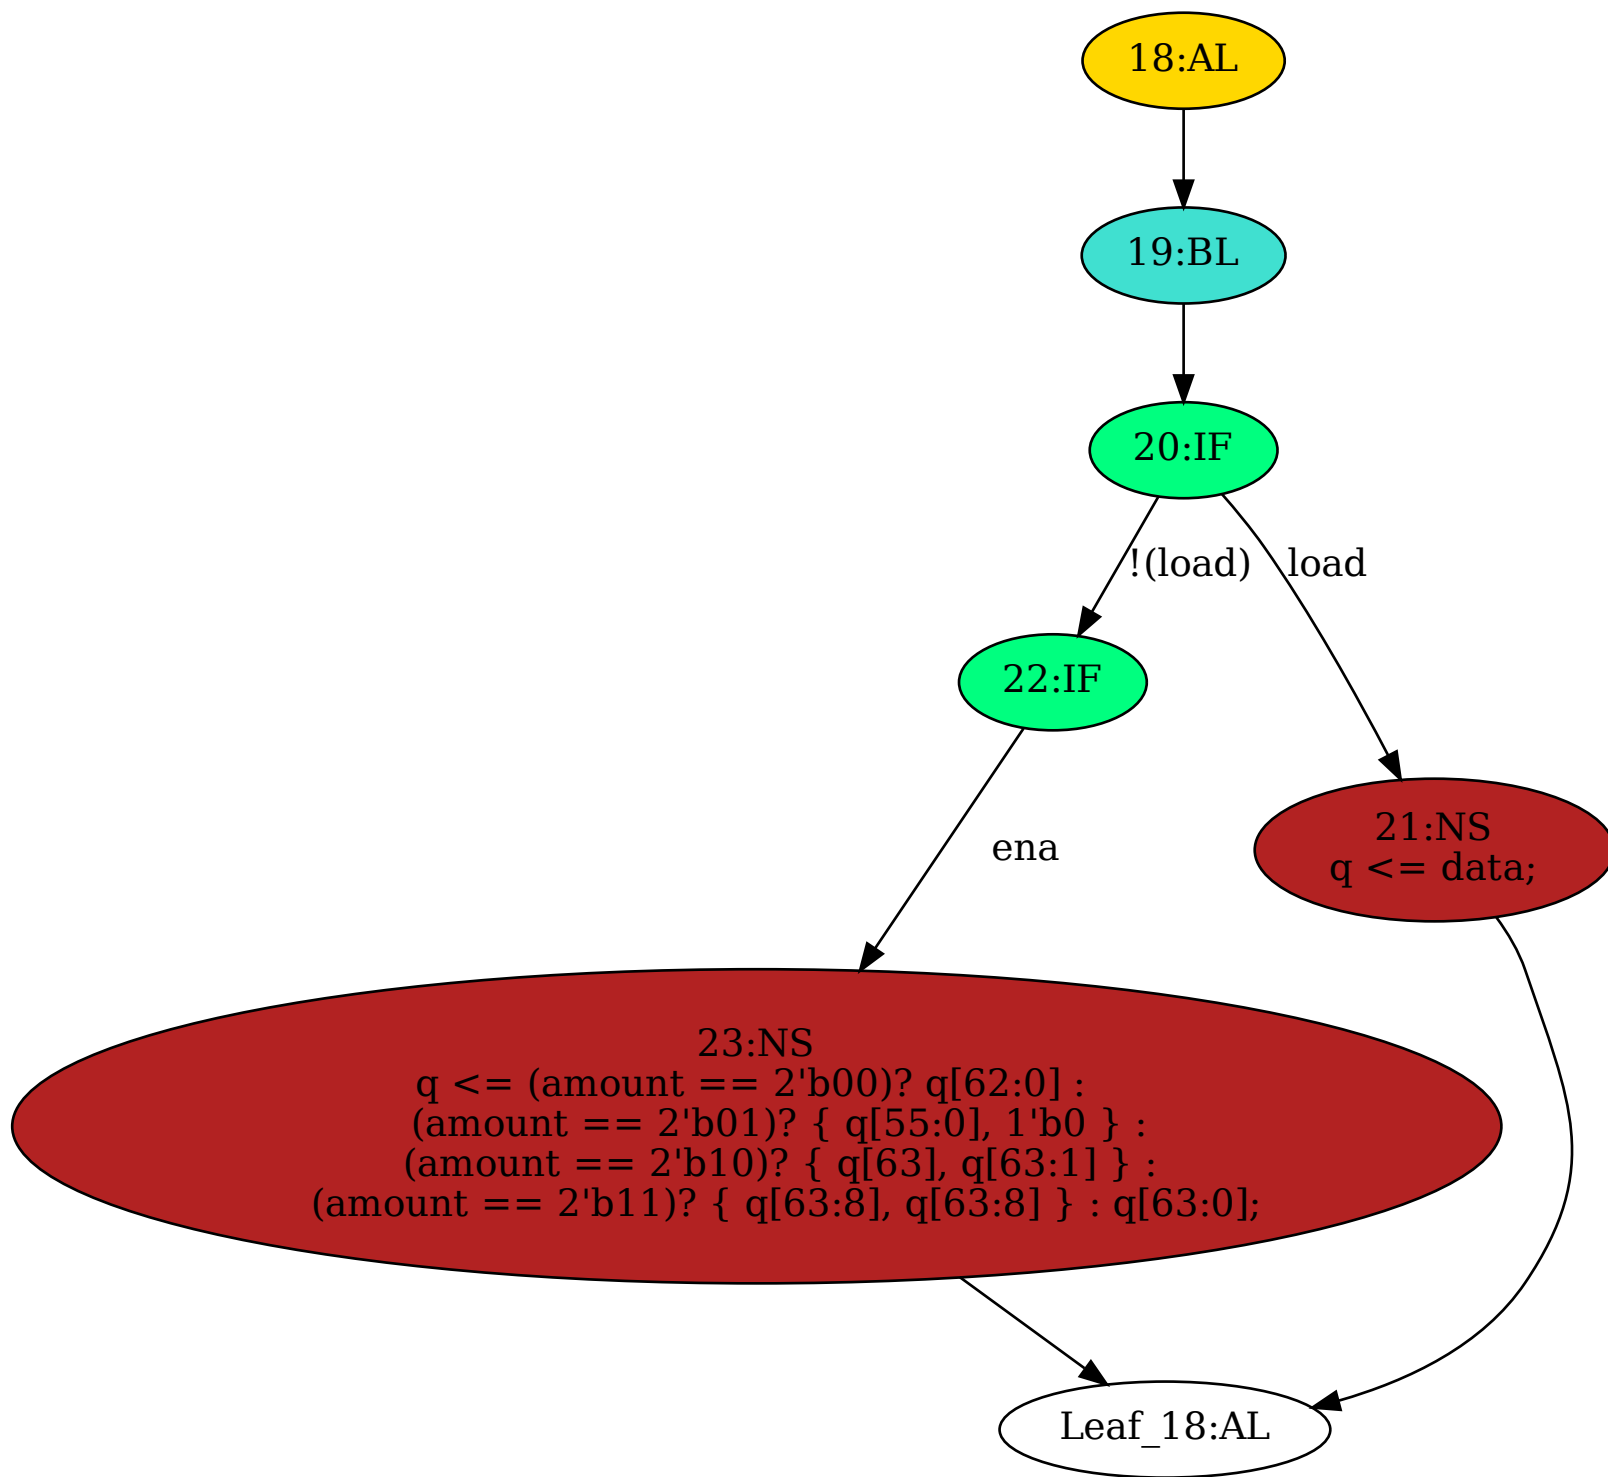 18:AL
19:BL
20:IF
!(load)
load
22:IF
21:NS
q <= data;
ena
23:NS
q <= (amount == 2'b00)? q[62:0] :
(amount == 2'b01)? { q[55:0], 1'b0 } :
(amount == 2'b10)? { q[63], q[63:1] } :
(amount == 2'b11)? { q[63:8], q[63:8] } : q[63:0];
Leaf_18:AL